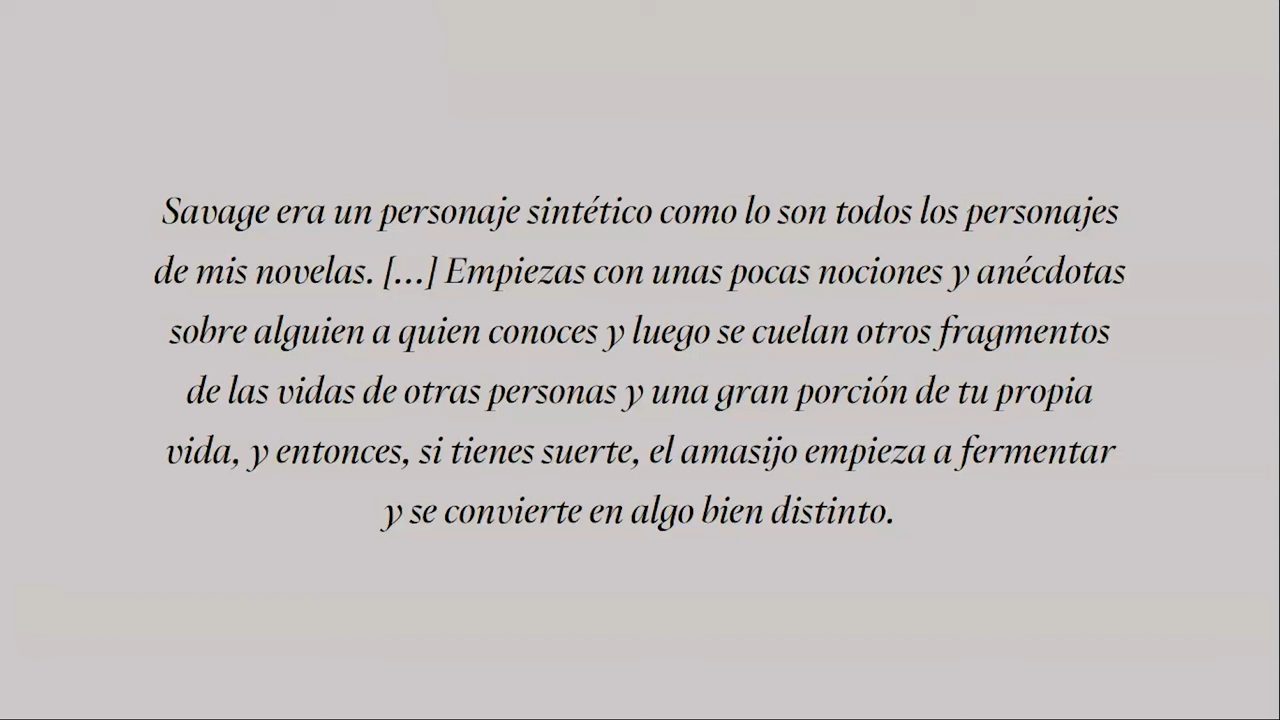 Savage era un personaje sintético como lo son todos los personajes
de mis novelas. [...] Empiezas con unas pocas nociones y anécdotas
sobre alguien a quien conoces y luego se cuelan otros fragmentos
de las vidas de otras personas y una gran porción de tu propia
vida, y entonces, si tienes suerte, el amasijo empieza a fermentar
y se convierte en algo bien distinto.